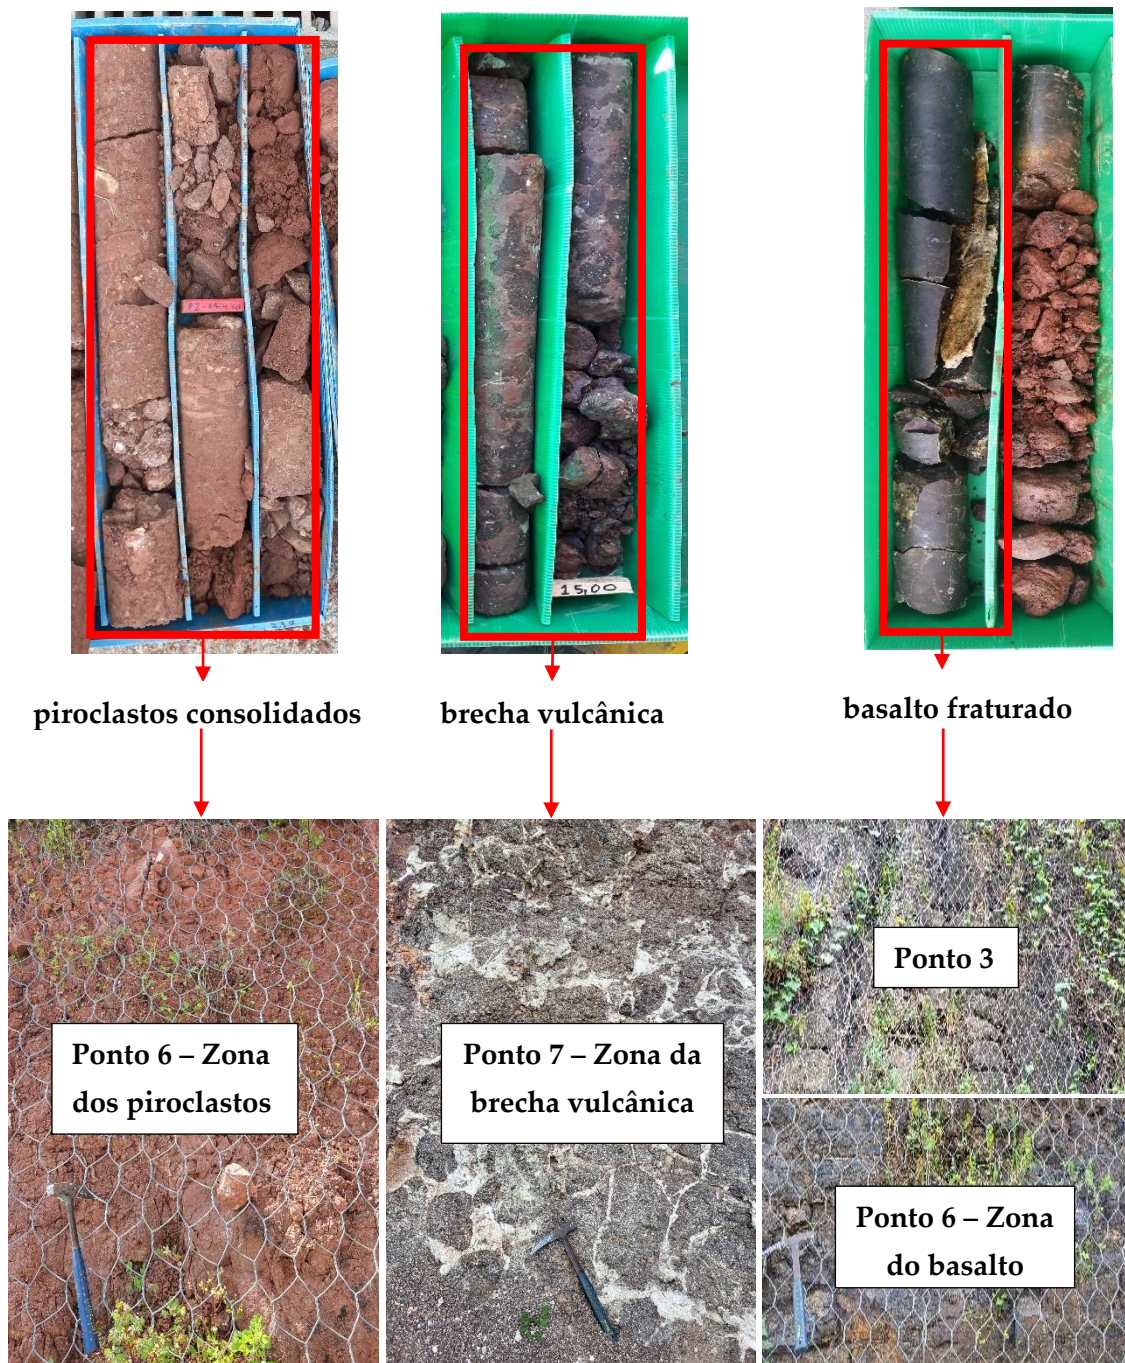 15,00
piroclastos consolidados
brecha vulcânica
basalto fraturado
Ponto 3
Ponto 6 – Zona
dos piroclastos
Ponto 7 – Zona da
brecha vulcânica
Ponto 6 – Zona
do basalto